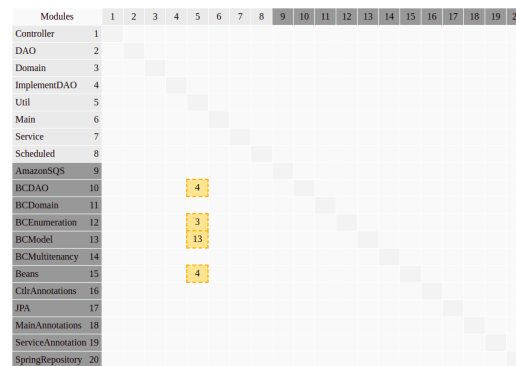 Modules 1 2 3 4 5 6 7 8 9 10 11 12 13 14 15 16 17 18 19
Controller 1
DAO 2
Domain 3
ImplementDAO 4
Util 5
Main 6
Service 7
Scheduled 8
AmazonSQS 9
BCDAO 10 4
BCDomain 11
BCEnumeration 12 3
BCModel 13 13
BCMultitenancy 14
Beans 15 4
CtlrAnnotations 16
JPA 17
MainAnnotations 18
ServiceAnnotation 19
SpringRepository 20